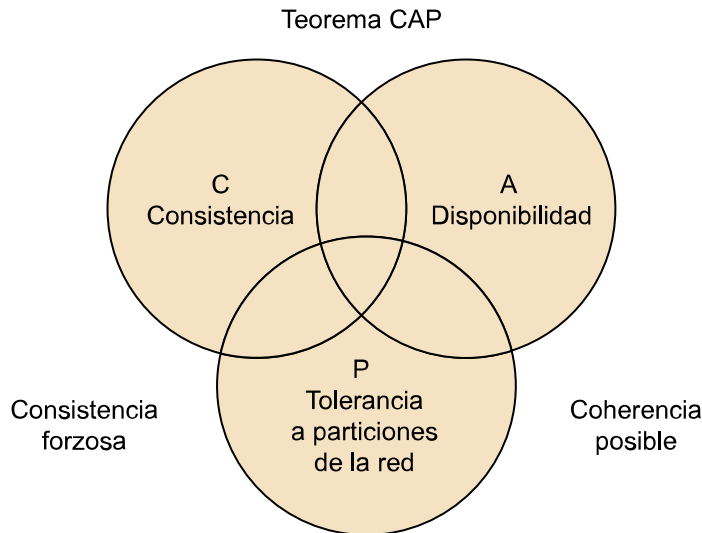 Teorema CAP
C
Consistencia
A
Disponibilidad
P
Tolerancia
a particiones
de la red
Consistencia
forzosa
Coherencia
posible